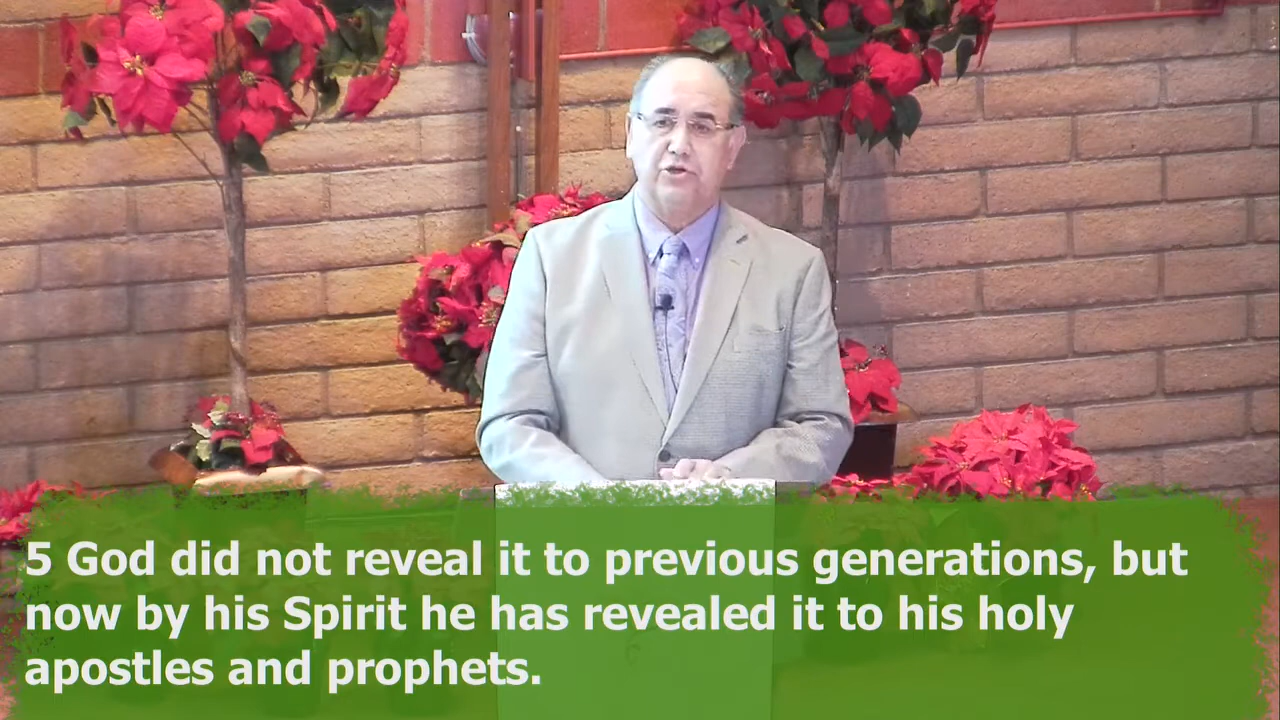 5 God did not reveal it to previous generations, but
now by his Spirit he has revealed it to his holy
apostles and prophets.